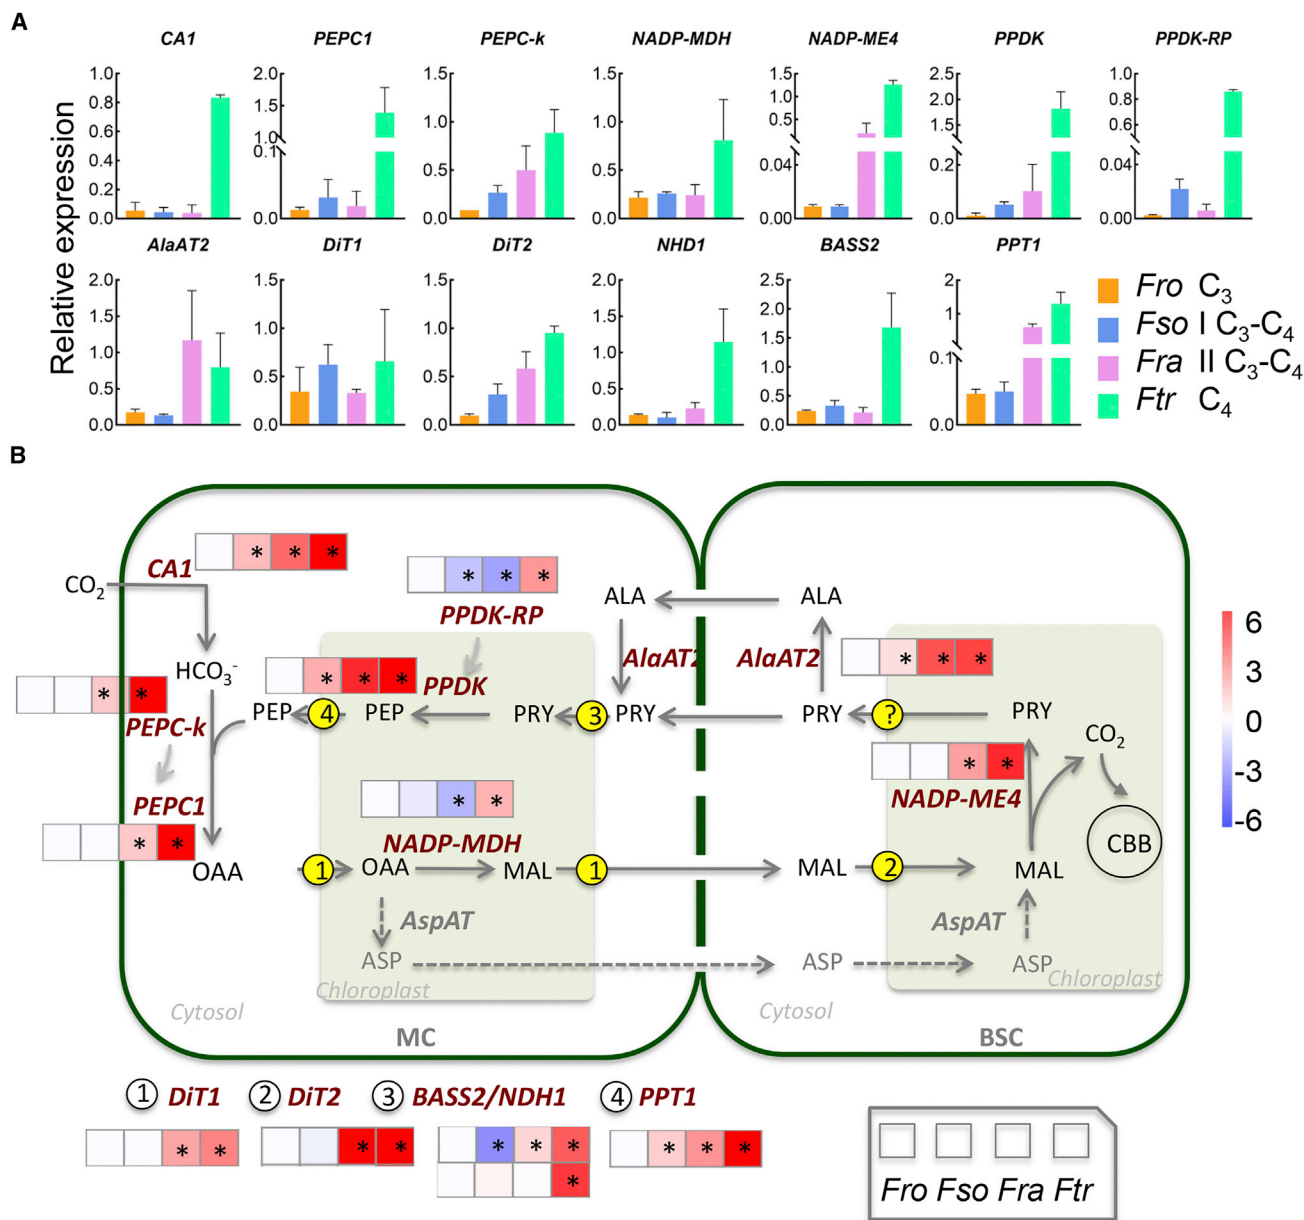 A
CA1 PEPC1 PEPC-k NADP-MDH NADP-ME4 PPDK PPDK-RP
Relative expression
1.0 0.8 0.6 0.4 0.2 0.0
2.0 1.5 1.0 0.1 0.0
1.5 1.0 0.5 0.0
1.5 1.0 0.5 0.0
1.5 0.5 0.04 0.00
2.5 2.0 1.5 0.2 0.0
1.0 0.8 0.6 0.04 0.00
AlaAT2 DiT1 DiT2 NHD1 BASS2 PPT1
2.0 1.5 1.0 0.5 0.0
1.5 1.0 0.5 0.0
1.5 1.0 0.5 0.0
2.0 1.5 1.0 0.5 0.0
2.5 2.0 1.5 1.0 0.5 0.0
2 1 0.1 0.0
Fro C3
Fso I C3-C4
Fra II C3-C4
Ftr C4
B
CA1 * * *
CO2
* * *
PPDK-RP
ALA ALA
AlaAT2 AlaAT2
* * *
HCO3-
* * *
PPDK
* *
PEPC-k
PEP 4 PEP PRY 3 PRY PRY ? PRY
CO2
* *
NADP-ME4
PEPC1
* *
* *
NADP-MDH
CBB
OAA 1 OAA MAL 1 MAL 2 MAL
AspAT AspAT
ASP ASP ASP
Chloroplast Chloroplast
Cytosol Cytosol
MC BSC
6
3
0
-3
-6
1 DiT1 2 DiT2 3 BASS2/NDH1 4 PPT1
* * * * * * * * * *
*
Fro Fso Fra Ftr